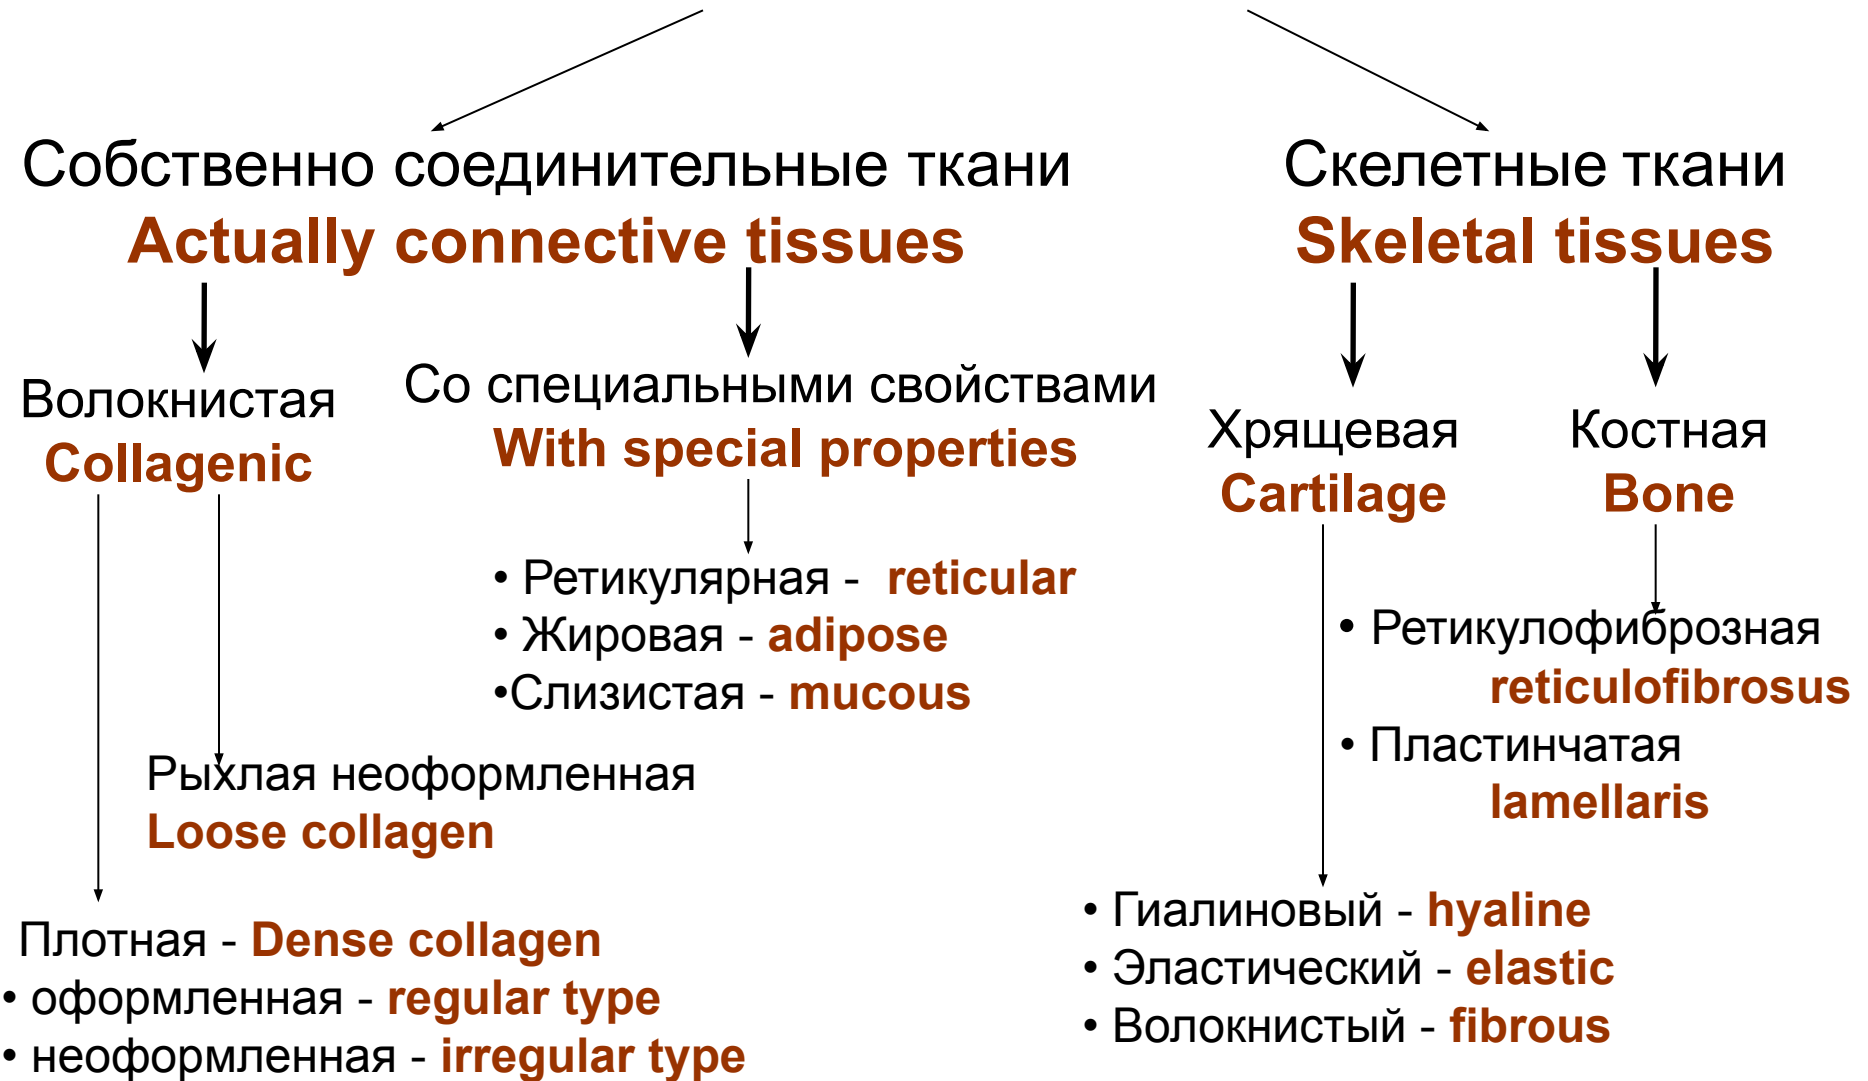 Собственно соединительные ткани
Actually connective tissues
Скелетные ткани
Skeletal tissues
Волокнистая
Collagenic
Со специальными свойствами
With special properties
Хрящевая
Cartilage
Костная
Bone
• Ретикулярная - reticular
• Жировая - adipose
•Слизистая - mucous
• Ретикулофиброзная
reticulofibrosus
• Пластинчатая
lamellaris
Рыхлая неоформленная
Loose collagen
Плотная - Dense collagen
• оформленная - regular type
• неоформленная - irregular type
• Гиалиновый - hyaline
• Эластический - elastic
• Волокнистый - fibrous